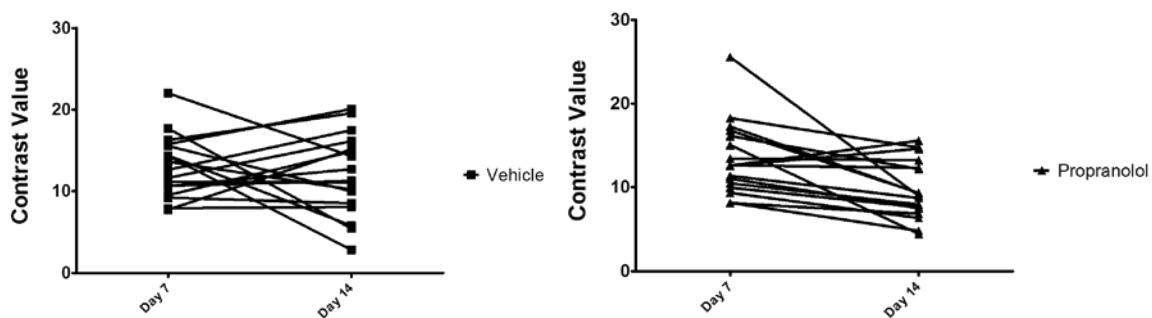 Contrast Value
30
20
10
0
Day 7
Day 14
Vehicle
Contrast Value
30
20
10
0
Day 7
Day 14
Propranolol